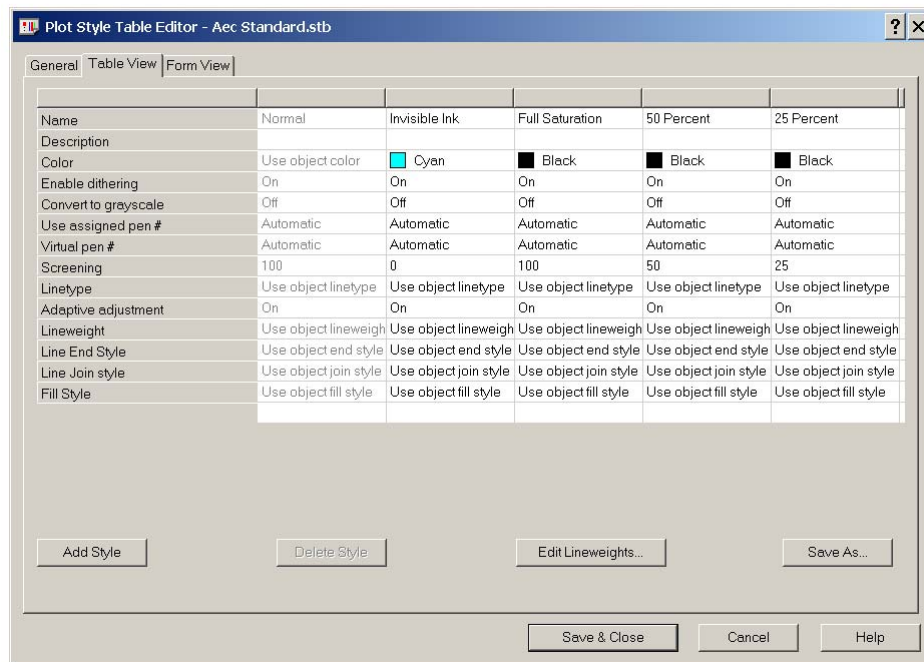 Plot Style Table Editor - Aec Standard.stb ? X
General Table View Form View
Name Normal Invisible Ink Full Saturation 50 Percent 25 Percent
Description
Color Use object color Cyan Black Black Black
Enable dithering On On On On On
Convert to grayscale Off Off Off Off Off
Use assigned pen # Automatic Automatic Automatic Automatic Automatic
Virtual pen # Automatic Automatic Automatic Automatic Automatic
Screening 100 0 100 50 25
Linetype Use object linetype Use object linetype Use object linetype Use object linetype Use object linetype
Adaptive adjustment On On On On On
Lineweight Use object lineweigh Use object lineweigh Use object lineweigh Use object lineweigh Use object lineweigh
Line End Style Use object end style Use object end style Use object end style Use object end style Use object end style
Line Join style Use object join style Use object join style Use object join style Use object join style Use object join style
Fill Style Use object fill style Use object fill style Use object fill style Use object fill style Use object fill style
Add Style Delete Style Edit Lineweights... Save As...
Save & Close Cancel Help